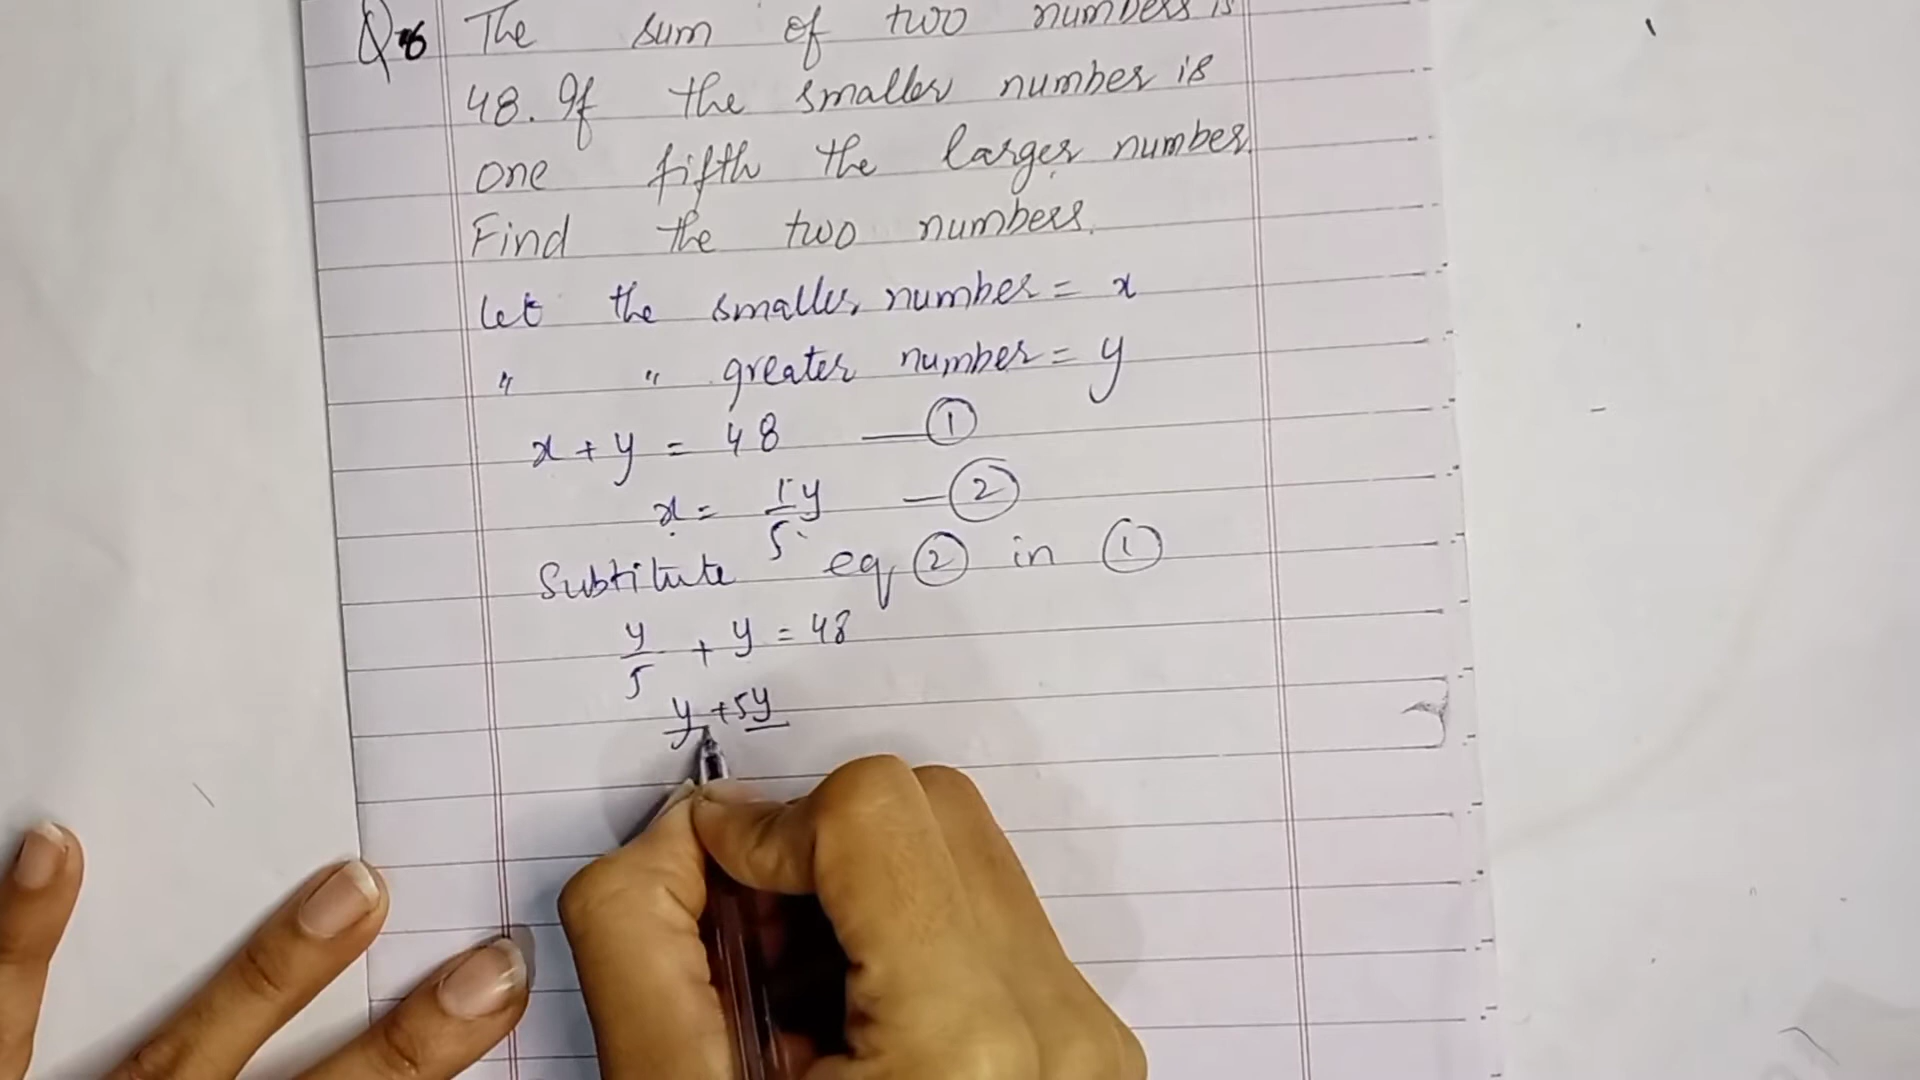 Q-6 The sum of two numbers is
48. If the smaller number is
one fifth the larger number.
Find the two numbers.
Let the smaller number = x
" " greater number = y
x + y = 48 —①
x = 1/5 y —②
Substitute eq ② in ①
y/5 + y = 48
y + 5y